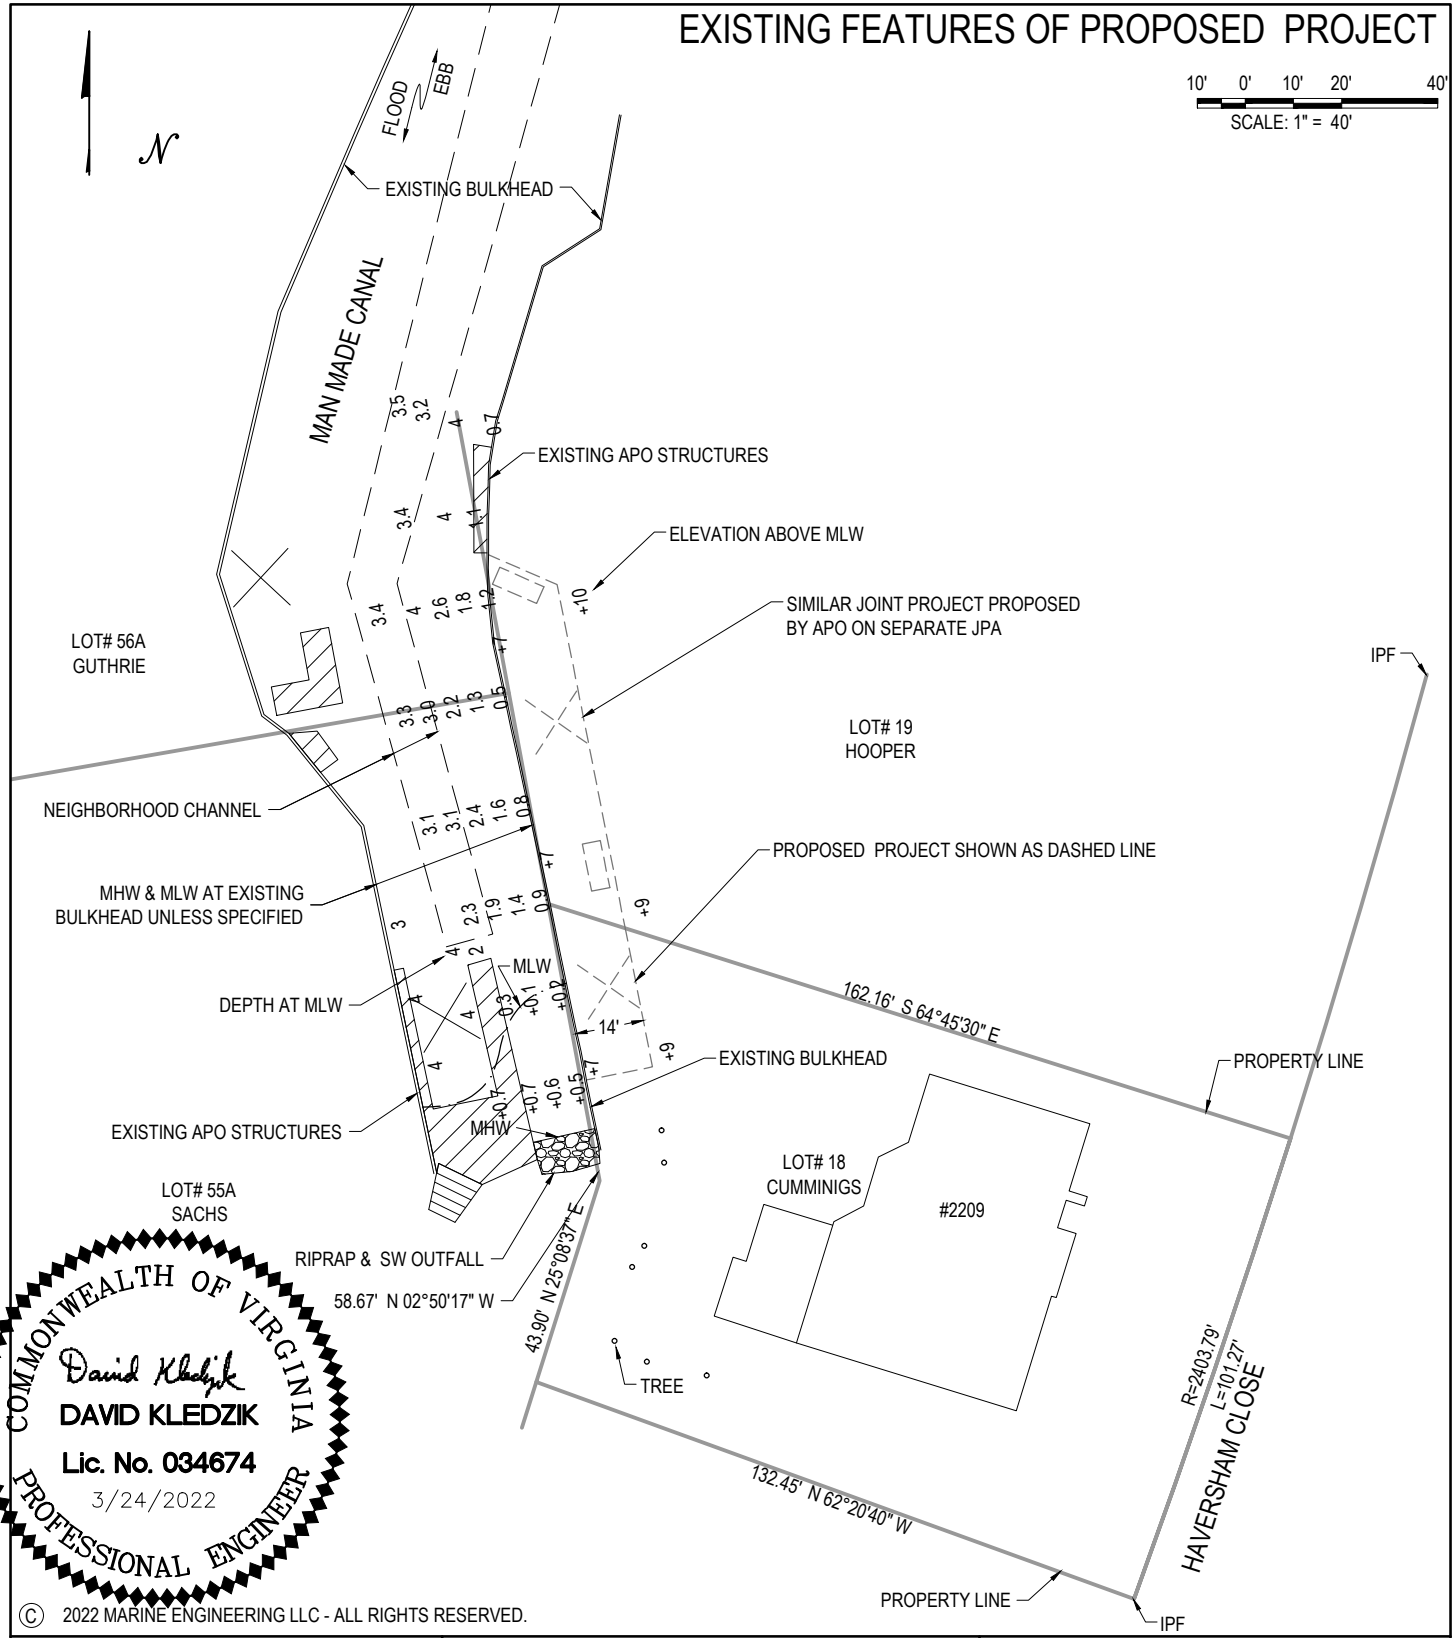 EXISTING FEATURES OF PROPOSED PROJECT
10' 0' 10' 20' 40'
SCALE: 1" = 40'
N
FLOOD
EBB
EXISTING BULKHEAD
MAN MADE CANAL
3.5 3.2 4 0.7
EXISTING APO STRUCTURES
3.4 4 1.1
ELEVATION ABOVE MLW
+10
3.4 4 2.6 1.8 1.2
SIMILAR JOINT PROJECT PROPOSED
BY APO ON SEPARATE JPA
LOT# 56A
GUTHRIE
+7
IPF
3.3 3.0 2.2 1.3 0.5
LOT# 19
HOOPER
NEIGHBORHOOD CHANNEL
3.1 3.1 2.4 1.6 0.8
PROPOSED PROJECT SHOWN AS DASHED LINE
+7
MHW & MLW AT EXISTING
BULKHEAD UNLESS SPECIFIED
3 2.3 1.9 1.4 0.9
+9
4 2
MLW
DEPTH AT MLW
4 4 0.3 +0.1 +0.2
162.16' S 64°45'30" E
14'
+9
EXISTING BULKHEAD
PROPERTY LINE
4 +0.7 +0.7 +0.6 +0.5 +7
EXISTING APO STRUCTURES
MHW
LOT# 18
CUMMINIGS
#2209
LOT# 55A
SACHS
RIPRAP & SW OUTFALL
58.67' N 02°50'17" W
43.90' N 25°08'37" E
TREE
R=2403.79'
L=101.27'
HAVERSHAM CLOSE
132.45' N 62°20'40" W
PROPERTY LINE
IPF
COMMONWEALTH OF VIRGINIA
David Kledzik
DAVID KLEDZIK
Lic. No. 034674
3/24/2022
PROFESSIONAL ENGINEER
© 2022 MARINE ENGINEERING LLC - ALL RIGHTS RESERVED.